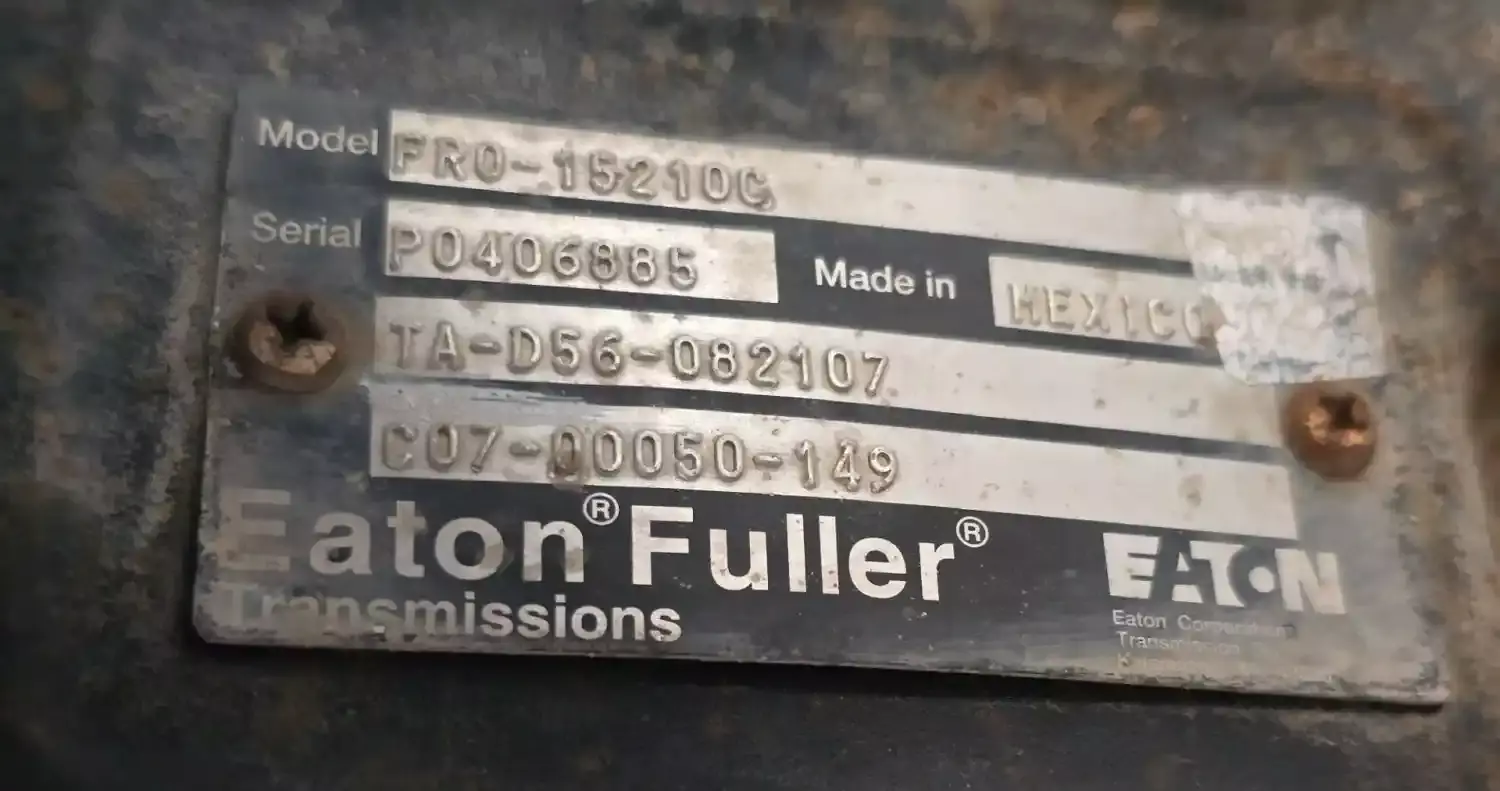 Model FRO-15210C
Serial P0406885 Made in MEXICO
TA-D56-082107
C07-00050-149
Eaton® Fuller®
Transmissions
EATON
Eaton Corporation
Transmission